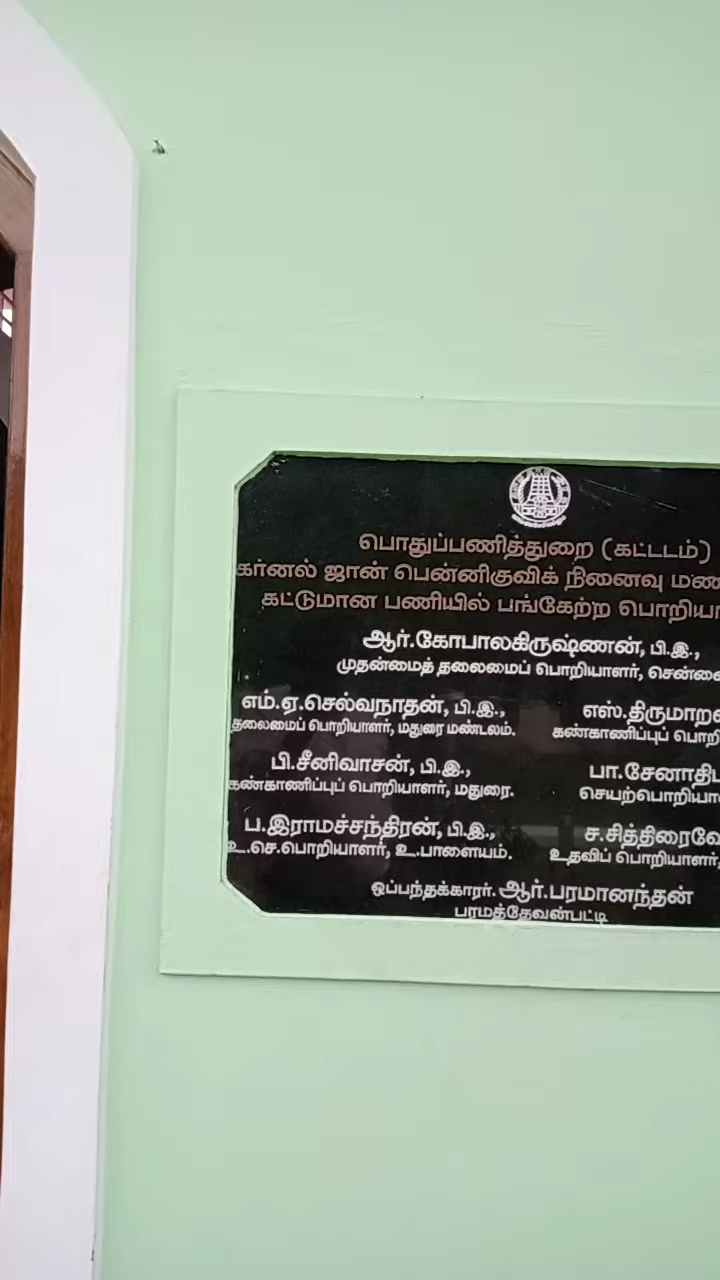 பொதுப்பணித்துறை (கட்டடம்)
கர்னல் ஜான் பென்னிகுவிக் நினைவு
கட்டுமான பணியில் பங்கேற்ற
ஆர்.கோபாலகிருஷ்ணன், பி.இ.,
முதன்மைத் தலைமைப் பொறியாளர், சென்னை
எம்.ஏ.செல்வநாதன், பி.இ.,
தலைமைப் பொறியாளர், மதுரை மண்டலம்.
கண்காணிப்புப்
பி.சீனிவாசன், பி.இ.,
கண்காணிப்புப் பொறியாளர், மதுரை.
ப.இராமச்சந்திரன், பி.இ.,
உ.செ.பொறியாளர், உ.பாளையம்.
உதவிப் பொறியாளர்,
ஒப்பந்தக்காரர். ஆர்.பரமானந்தன்
பரமத்தேவன்பட்டி